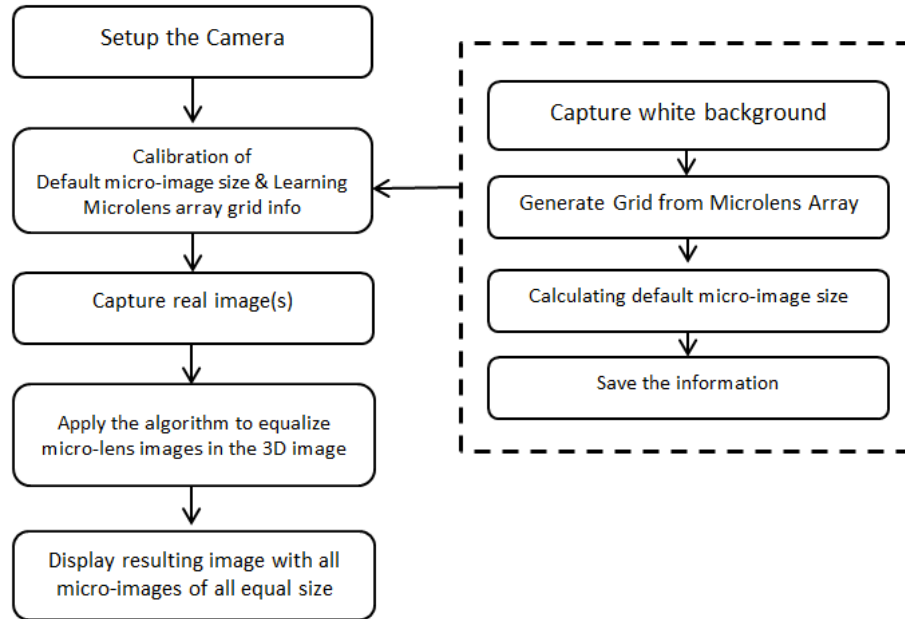 Setup the Camera
Calibration of
Default micro-image size & Learning
Microlens array grid info
Capture real image(s)
Apply the algorithm to equalize
micro-lens images in the 3D image
Display resulting image with all
micro-images of all equal size
Capture white background
Generate Grid from Microlens Array
Calculating default micro-image size
Save the information